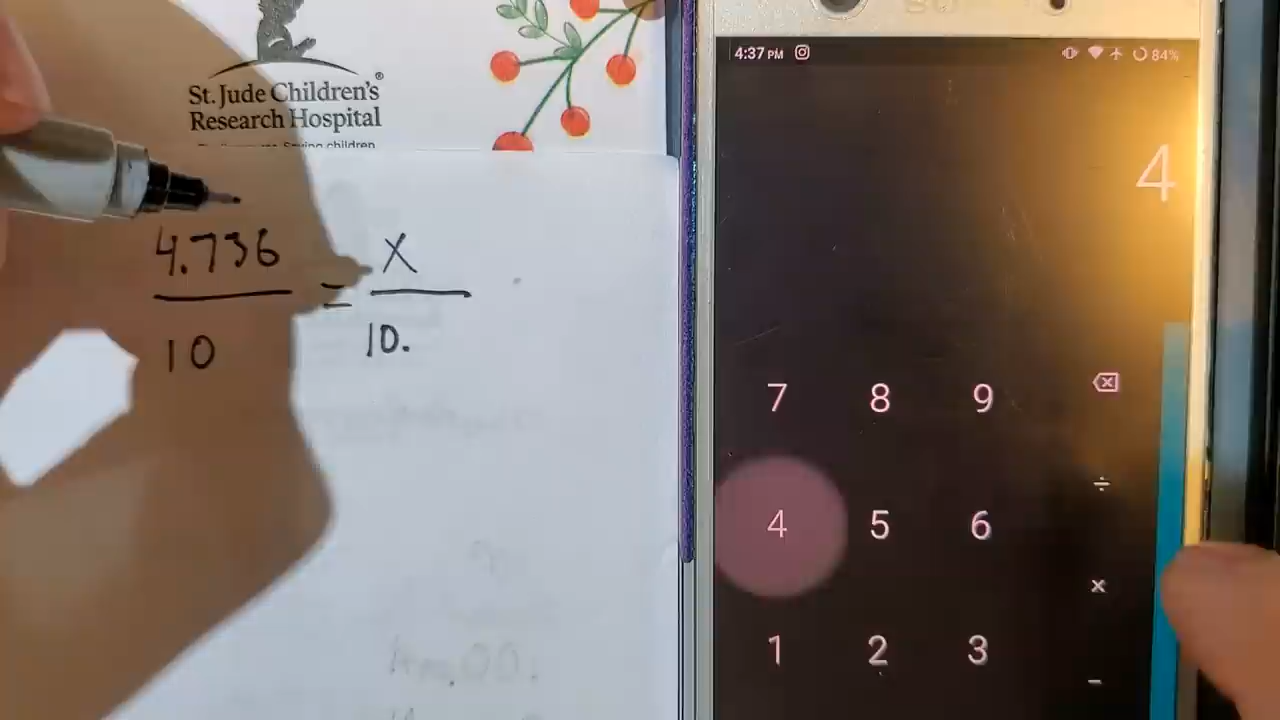 4:37 PM
84%
St. Jude Children's®
Research Hospital
4
4.736 = X
10 10.
7 8 9
÷
4 5 6
×
1 2 3
−